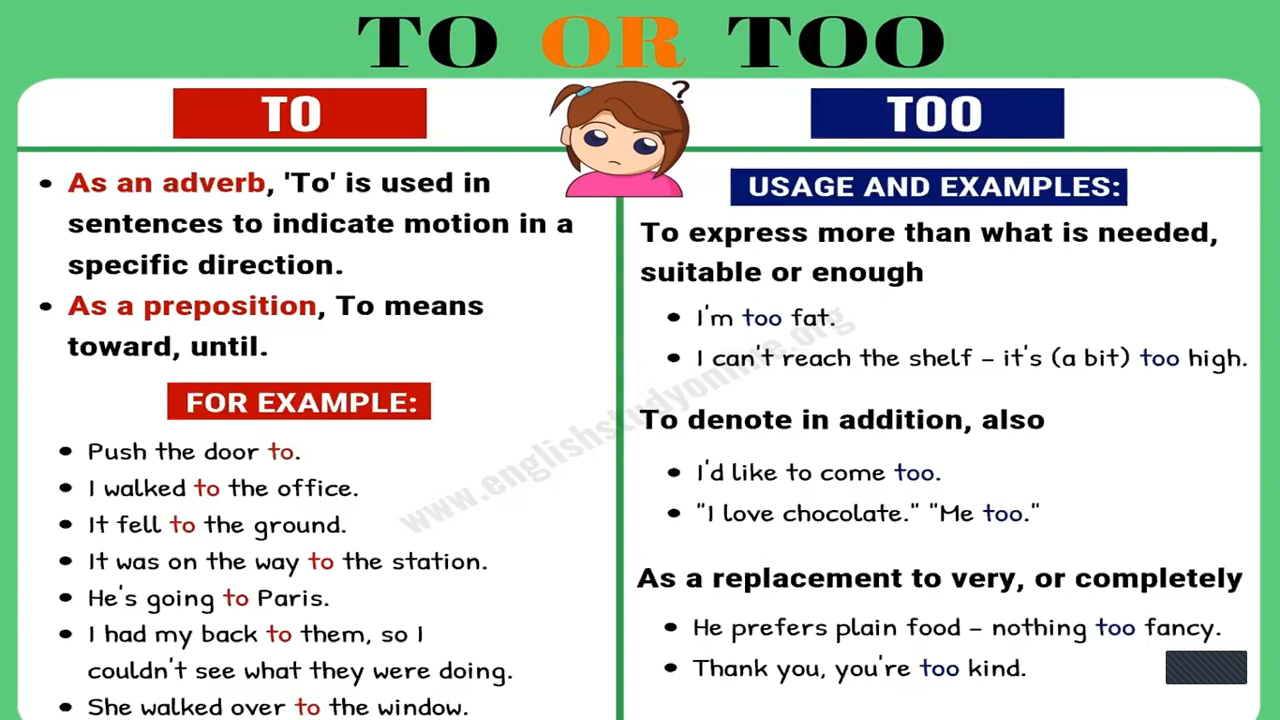 TO OR TOO
TO
• As an adverb, 'To' is used in
sentences to indicate motion in a
specific direction.
• As a preposition, To means
toward, until.
FOR EXAMPLE:
• Push the door to.
• I walked to the office.
• It fell to the ground.
• It was on the way to the station.
• He's going to Paris.
• I had my back to them, so I
couldn't see what they were doing.
• She walked over to the window.
?
TOO
USAGE AND EXAMPLES:
To express more than what is needed,
suitable or enough
• I'm too fat.
• I can't reach the shelf – it's (a bit) too high.
To denote in addition, also
• I'd like to come too.
• "I love chocolate." "Me too."
As a replacement to very, or completely
• He prefers plain food – nothing too fancy.
• Thank you, you're too kind.
www.englishstudyonline.org